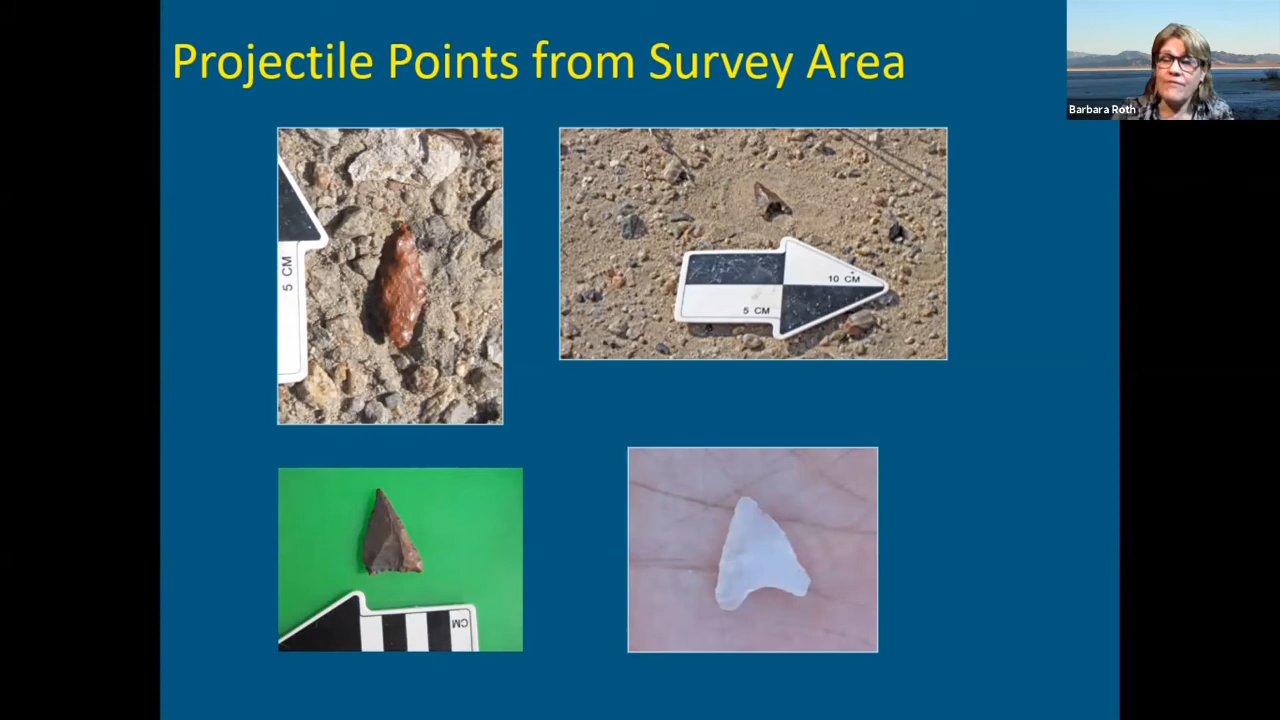 Projectile Points from Survey Area
Barbara Roth
5 CM
10 CM
5 CM
CM